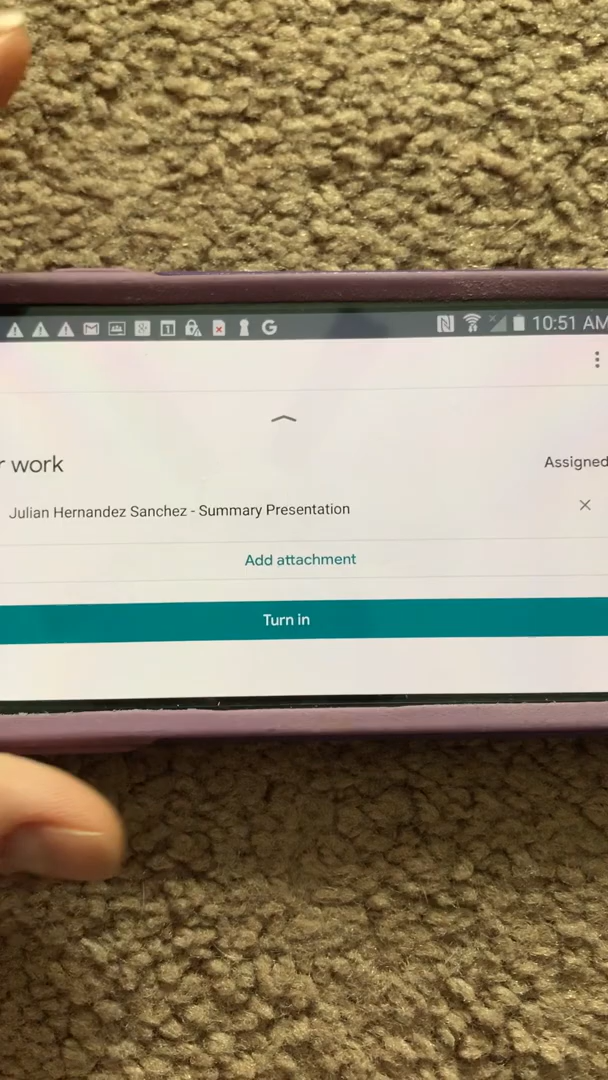 10:51 AM
r work
Assigned
Julian Hernandez Sanchez - Summary Presentation
Add attachment
Turn in